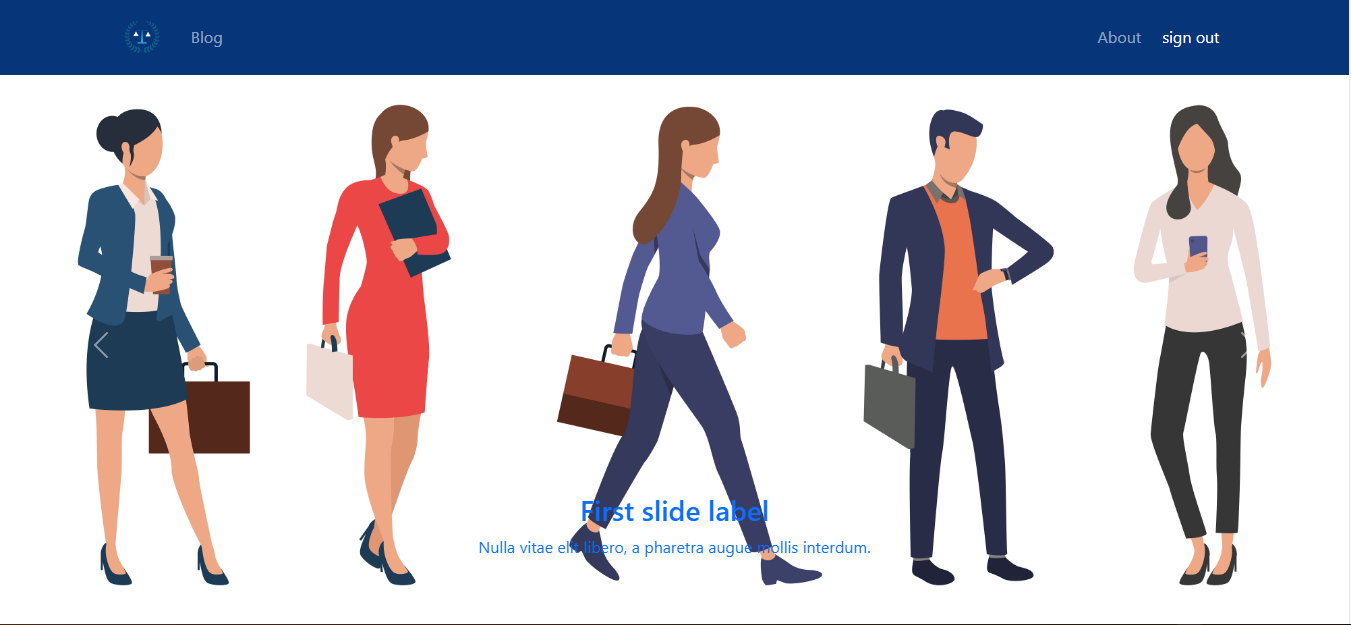 Blog
About
sign out
First slide label
Nulla vitae elit libero, a pharetra augue mollis interdum.